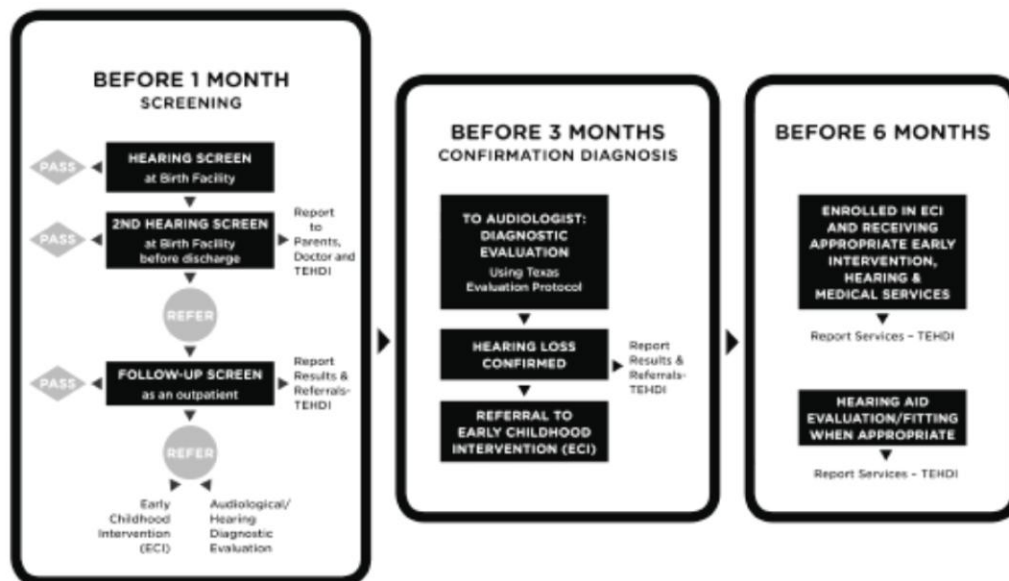 BEFORE 1 MONTH
SCREENING
PASS
HEARING SCREEN
at Birth Facility
PASS
2ND HEARING SCREEN
at Birth Facility
before discharge
Report
to
Parents,
Doctor and
TEHDI
REFER
PASS
FOLLOW-UP SCREEN
as an outpatient
Report
Results &
Referrals-
TEHDI
REFER
Early
Childhood
Intervention
(ECI)
Audiological/
Hearing
Diagnostic
Evaluation
BEFORE 3 MONTHS
CONFIRMATION DIAGNOSIS
TO AUDIOLOGIST:
DIAGNOSTIC
EVALUATION
Using Texas
Evaluation Protocol
HEARING LOSS
CONFIRMED
Report
Results &
Referrals-
TEHDI
REFERRAL TO
EARLY CHILDHOOD
INTERVENTION (ECI)
BEFORE 6 MONTHS
ENROLLED IN ECI
AND RECEIVING
APPROPRIATE EARLY
INTERVENTION,
HEARING &
MEDICAL SERVICES
Report Services – TEHDI
HEARING AID
EVALUATION/FITTING
WHEN APPROPRIATE
Report Services – TEHDI